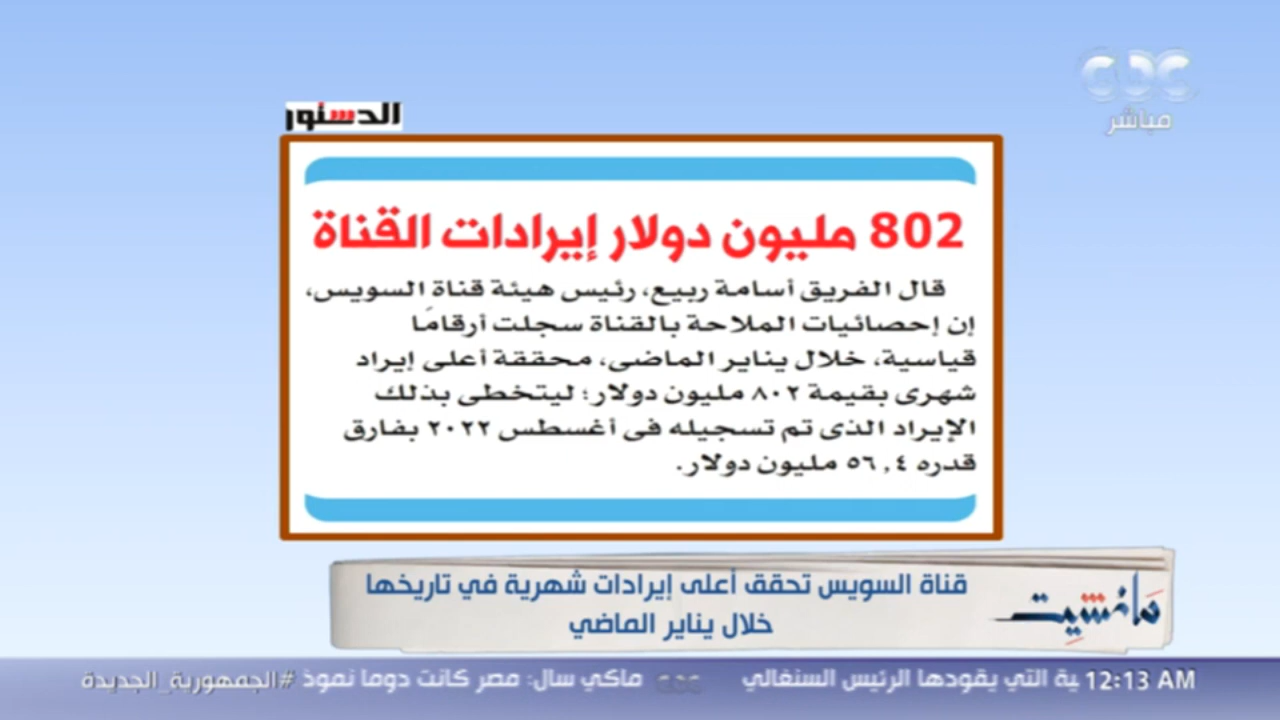 CBC
مباشر
الدستور
802 مليون دولار إيرادات القناة
قال الفريق أسامة ربيع، رئيس هيئة قناة السويس،
إن إحصائيات الملاحة بالقناة سجلت أرقامًا
قياسية، خلال يناير الماضى، محققة أعلى إيراد
شهرى بقيمة ٨٠٢ مليون دولار؛ ليتخطى بذلك
الإيراد الذى تم تسجيله فى أغسطس ٢٠٢٢ بفارق
قدره ٥٦,٤ مليون دولار.
مانشيت
قناة السويس تحقق أعلى إيرادات شهرية في تاريخها
خلال يناير الماضي
12:13 AM ية التي يقودها الرئيس السنغالي CBC ماكي سال: مصر كانت دوما نموذ #الجمهورية_الجديدة